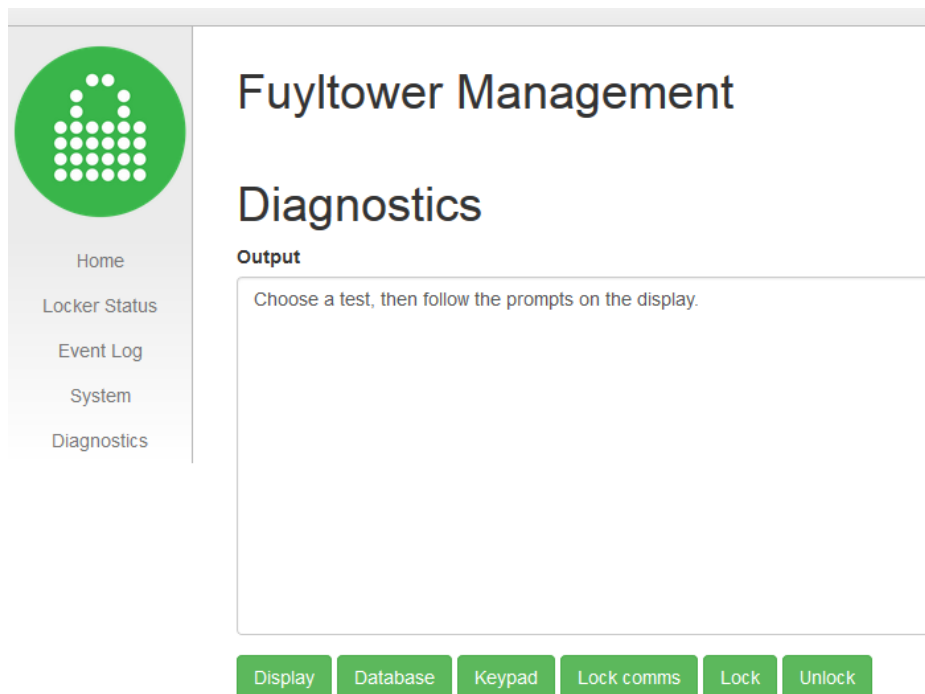 Fuyltower Management
Home
Locker Status
Event Log
System
Diagnostics
Diagnostics
Output
Choose a test, then follow the prompts on the display.
Display
Database
Keypad
Lock comms
Lock
Unlock